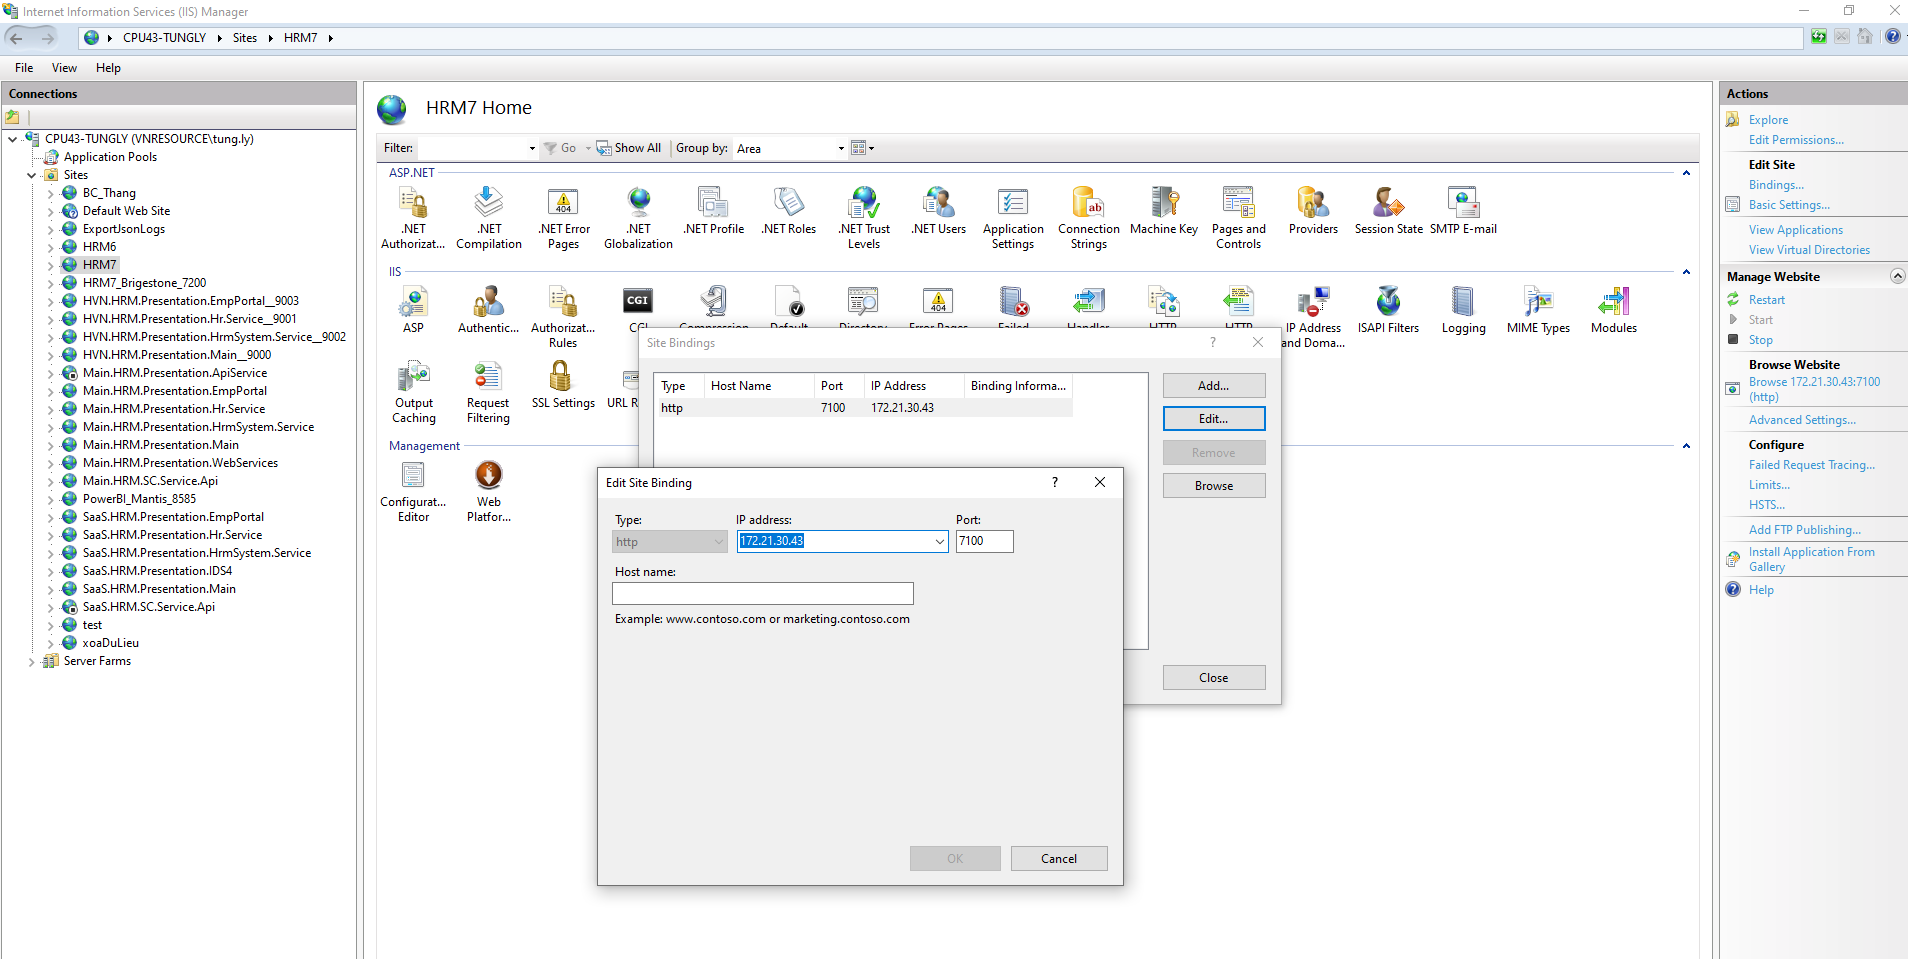 Internet Information Services (IIS) Manager
CPU43-TUNGLY Sites HRM7
File View Help
Connections
CPU43-TUNGLY (VNRESOURCE\tung.ly)
Application Pools
Sites
BC_Thang
Default Web Site
ExportJsonLogs
HRM6
HRM7
HRM7_Brigestone_7200
HVN.HRM.Presentation.EmpPortal__9003
HVN.HRM.Presentation.Hr.Service__9001
HVN.HRM.Presentation.HrmSystem.Service__9002
HVN.HRM.Presentation.Main__9000
Main.HRM.Presentation.ApiService
Main.HRM.Presentation.EmpPortal
Main.HRM.Presentation.Hr.Service
Main.HRM.Presentation.HrmSystem.Service
Main.HRM.Presentation.Main
Main.HRM.Presentation.WebServices
Main.HRM.SC.Service.Api
PowerBI_Mantis_8585
SaaS.HRM.Presentation.EmpPortal
SaaS.HRM.Presentation.Hr.Service
SaaS.HRM.Presentation.HrmSystem.Service
SaaS.HRM.Presentation.IDS4
SaaS.HRM.Presentation.Main
SaaS.HRM.SC.Service.Api
test
xoaDuLieu
Server Farms
HRM7 Home
Filter: Go Show All Group by: Area
ASP.NET
.NET Authorizat...
.NET Compilation
.NET Error Pages
.NET Globalization
.NET Profile
.NET Roles
.NET Trust Levels
.NET Users
Application Settings
Connection Strings
Machine Key
Pages and Controls
Providers
Session State
SMTP E-mail
IIS
ASP
Authentic...
Authorizat... Rules
CGI
Compression
Default
Directory
Error Pages
Failed
Handler
HTTP
HTTP
IP Address and Doma...
ISAPI Filters
Logging
MIME Types
Modules
Output Caching
Request Filtering
SSL Settings
URL R
Management
Configurat... Editor
Web Platfor...
Site Bindings
Type Host Name Port IP Address Binding Informa...
http 7100 172.21.30.43
Add...
Edit...
Remove
Browse
Close
Edit Site Binding
Type: IP address: Port:
http 172.21.30.43 7100
Host name:
Example: www.contoso.com or marketing.contoso.com
OK Cancel
Actions
Explore
Edit Permissions...
Edit Site
Bindings...
Basic Settings...
View Applications
View Virtual Directories
Manage Website
Restart
Start
Stop
Browse Website
Browse 172.21.30.43:7100
(http)
Advanced Settings...
Configure
Failed Request Tracing...
Limits...
HSTS...
Add FTP Publishing...
Install Application From
Gallery
Help